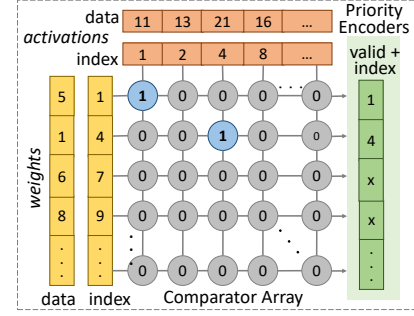 data 11 13 21 16 ... Priority
activations Encoders
index 1 2 4 8 ... valid +
index
5 1 1 0 0 0 ... 0 1
1 4 0 0 1 0 0 4
weights
6 7 0 0 0 0 0 x
8 9 0 0 0 0 0 x
0 0 0 0 0
data index Comparator Array